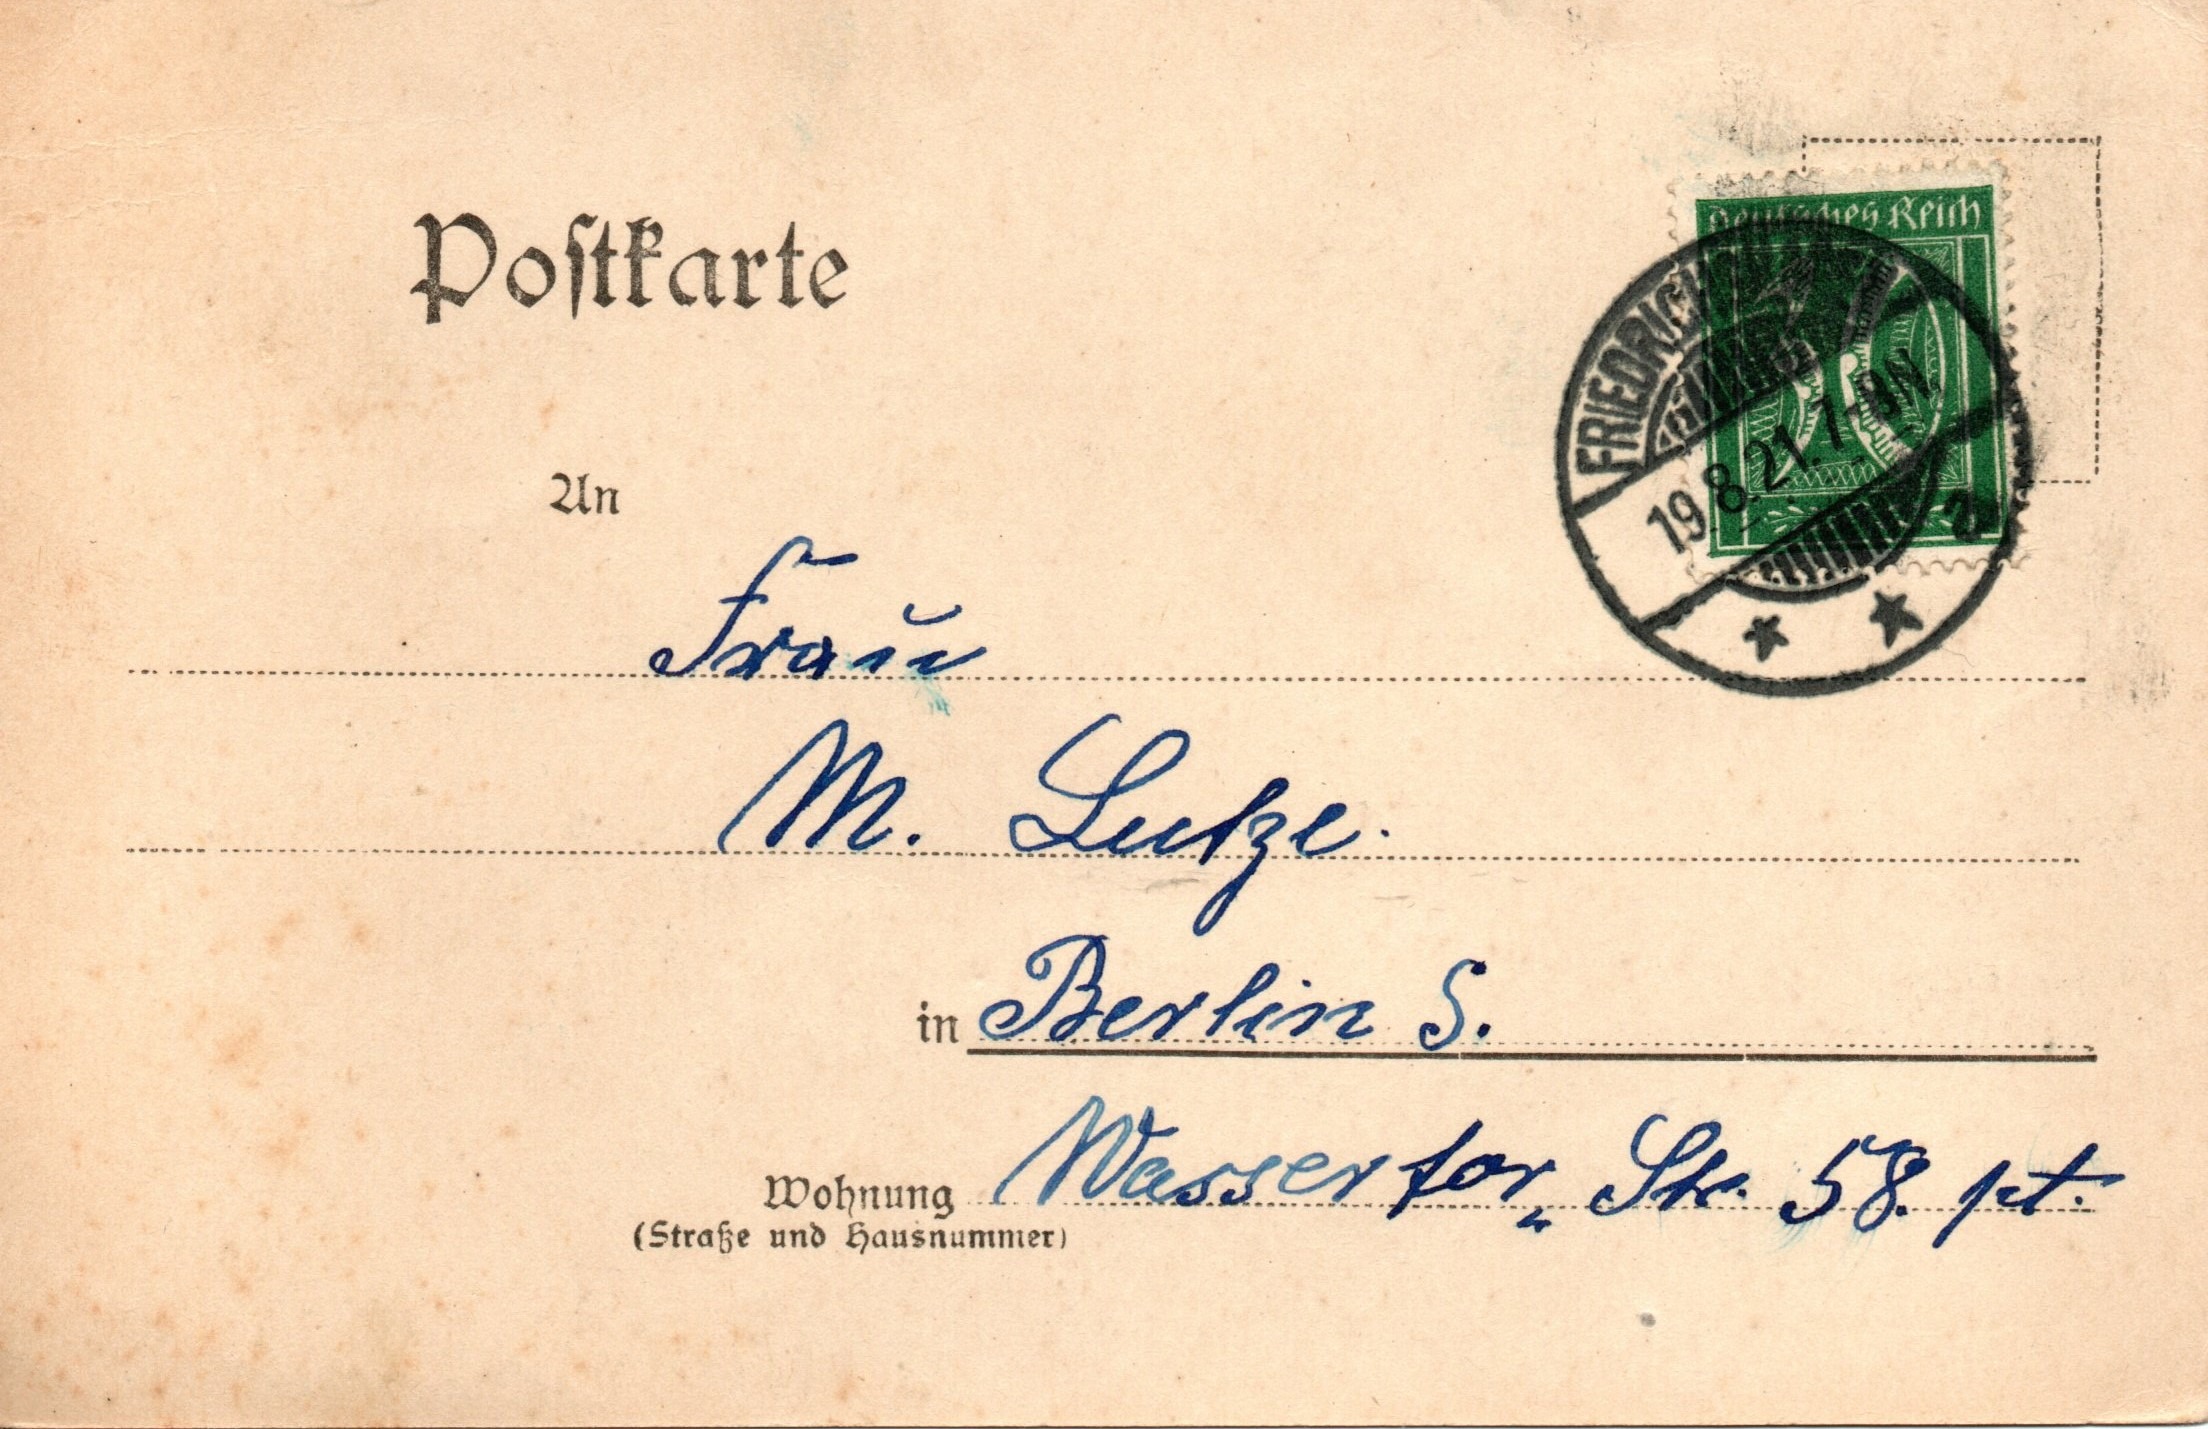 Deutsches Reich
Postkarte
19.8.21.7-8N.
a
An
Frau
M. Lutze.
in Berlin S.
Wohnung Wassertor„ Str. 58. pt.
(Straße und Hausnummer)